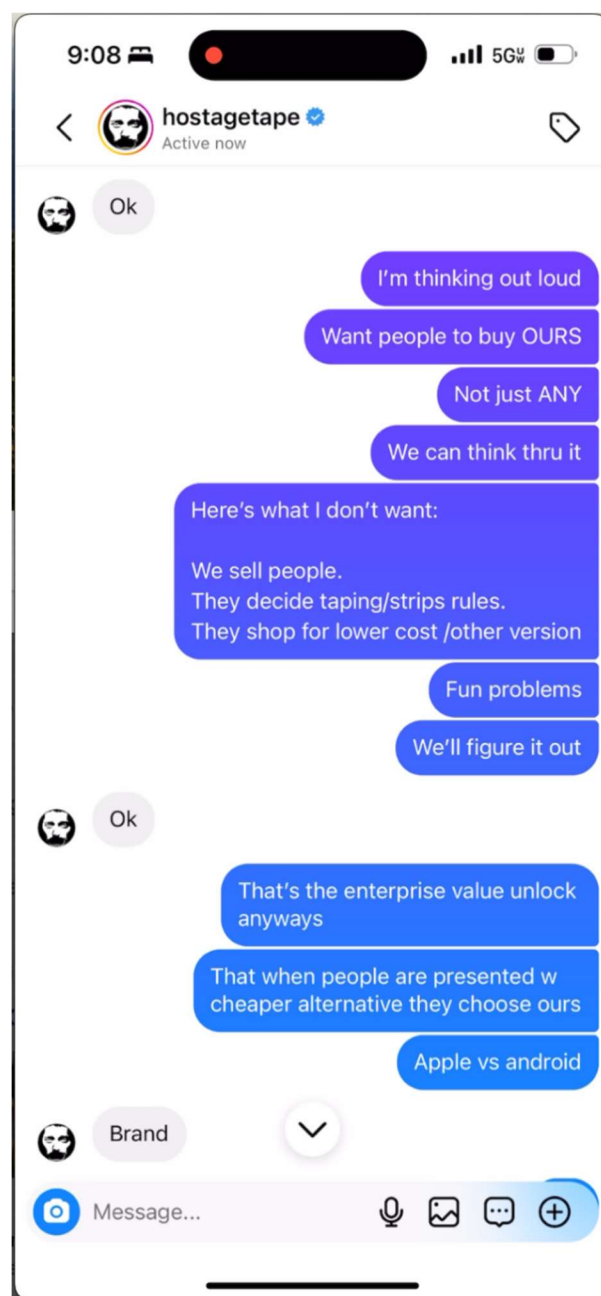 9:08
5G UW
hostagetape
Active now
Ok
I'm thinking out loud
Want people to buy OURS
Not just ANY
We can think thru it
Here's what I don't want:
We sell people.
They decide taping/strips rules.
They shop for lower cost /other version
Fun problems
We'll figure it out
Ok
That's the enterprise value unlock
anyways
That when people are presented w
cheaper alternative they choose ours
Apple vs android
Brand
Message...